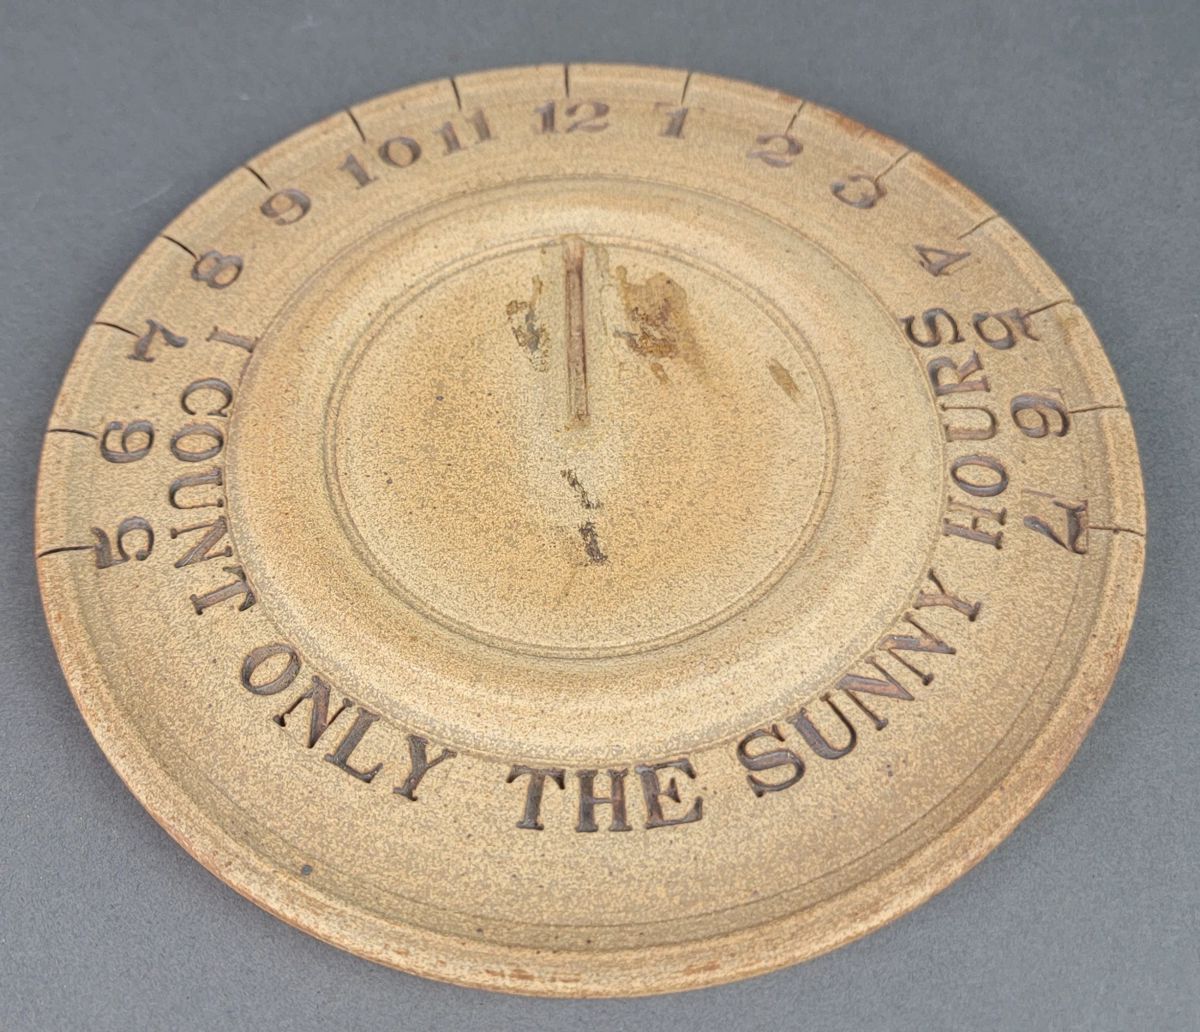 5 6 7 8 9 10 11 12 1 2 3 4 5 6 7
I COUNT ONLY THE SUNNY HOURS